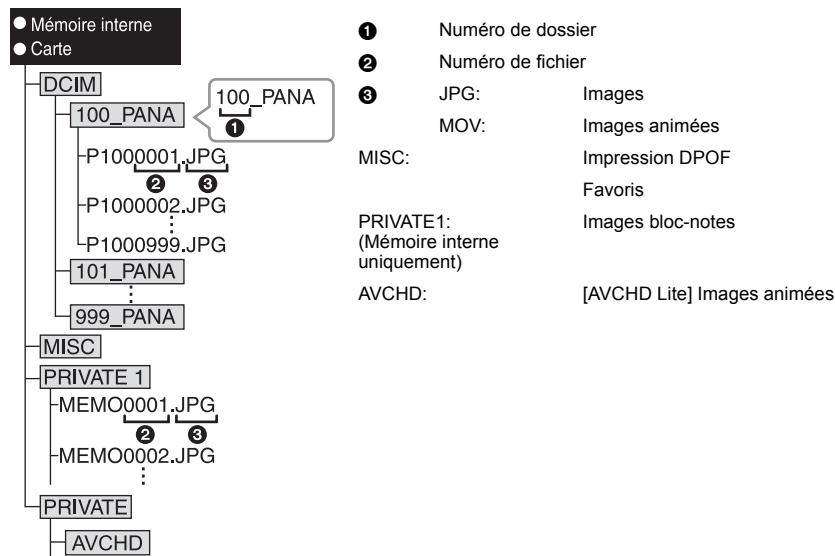 ● Mémoire interne
● Carte
DCIM
100_PANA
100_PANA
❶
P1000001.JPG
❷ ❸
P1000002.JPG
P1000999.JPG
101_PANA
999_PANA
MISC
PRIVATE 1
MEMO0001.JPG
❷ ❸
MEMO0002.JPG
PRIVATE
AVCHD
❶ Numéro de dossier
❷ Numéro de fichier
❸ JPG: Images
MOV: Images animées
MISC: Impression DPOF
Favoris
PRIVATE1: Images bloc-notes
(Mémoire interne
uniquement)
AVCHD: [AVCHD Lite] Images animées